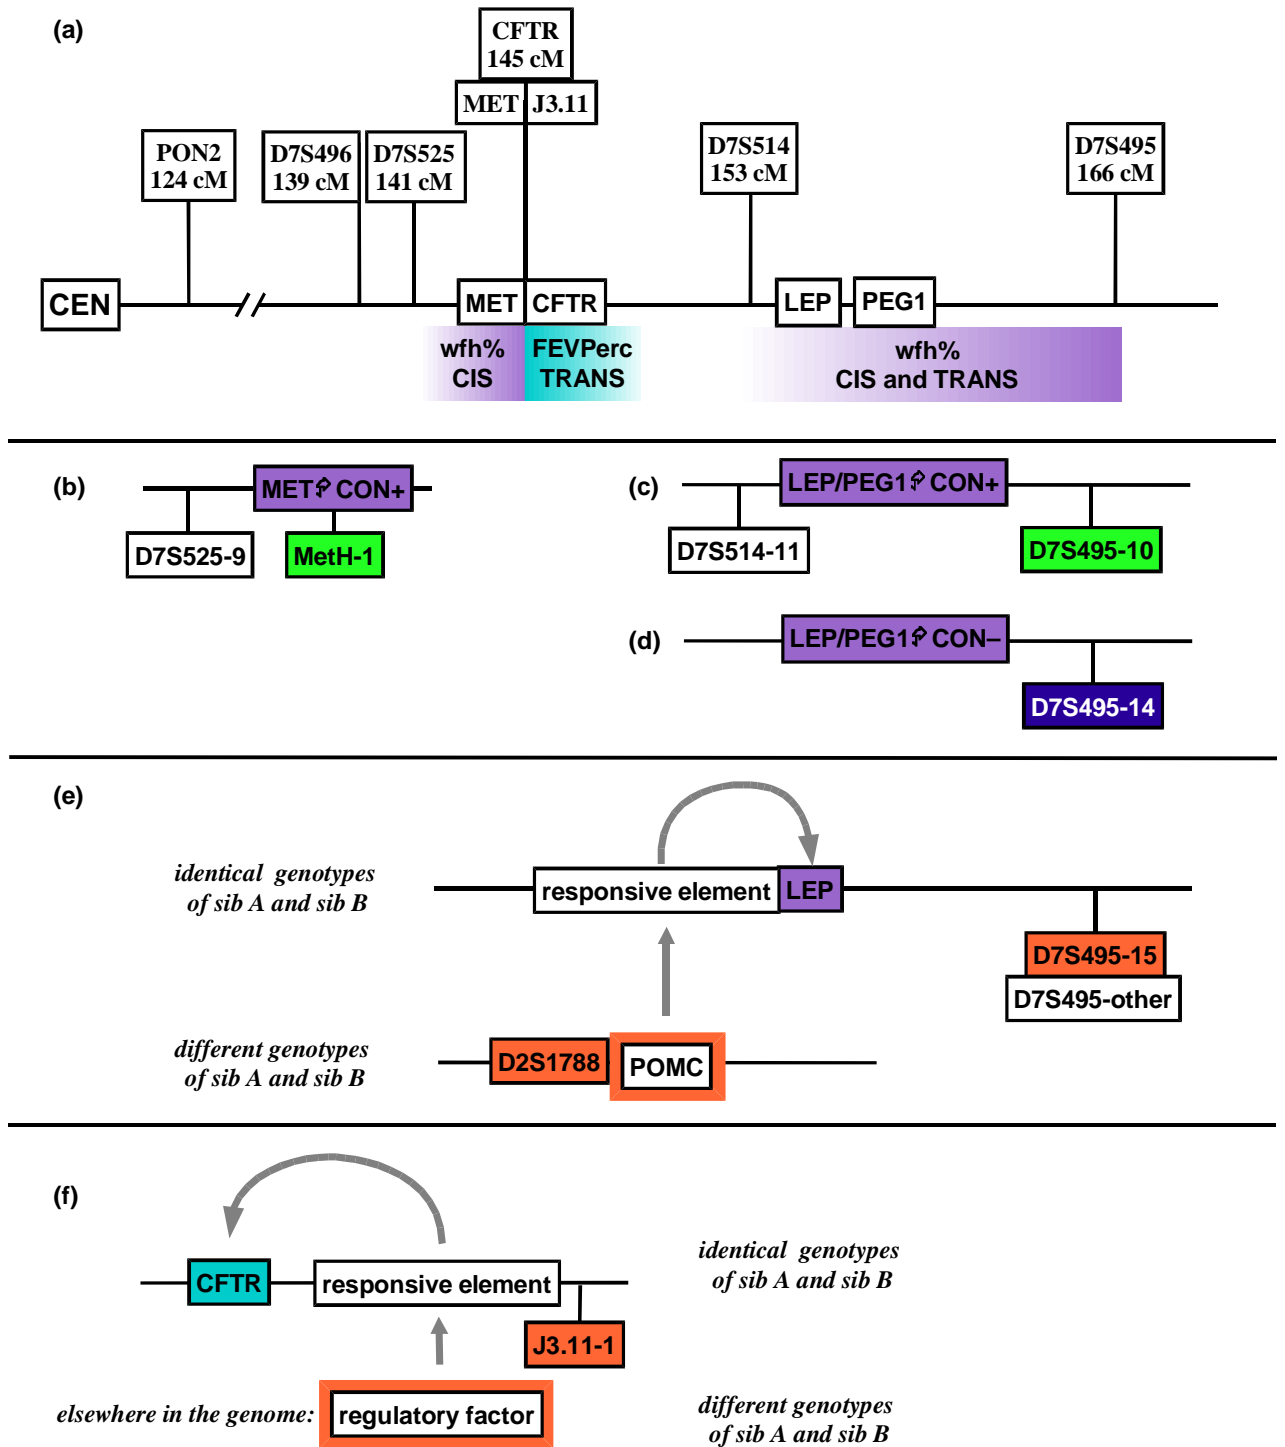 (a)
CFTR
145 cM
MET J3.11
PON2
124 cM
D7S496
139 cM
D7S525
141 cM
D7S514
153 cM
D7S495
166 cM
CEN
MET
CFTR
LEP
PEG1
wfh%
CIS
FEVPerc
TRANS
wfh%
CIS and TRANS
(b)
MET CON+
D7S525-9
MetH-1
(c)
LEP/PEG1 CON+
D7S514-11
D7S495-10
(d)
LEP/PEG1 CON–
D7S495-14
(e)
identical genotypes
of sib A and sib B
responsive element
LEP
D7S495-15
D7S495-other
different genotypes
of sib A and sib B
D2S1788
POMC
(f)
CFTR
responsive element
identical genotypes
of sib A and sib B
J3.11-1
elsewhere in the genome:
regulatory factor
different genotypes
of sib A and sib B